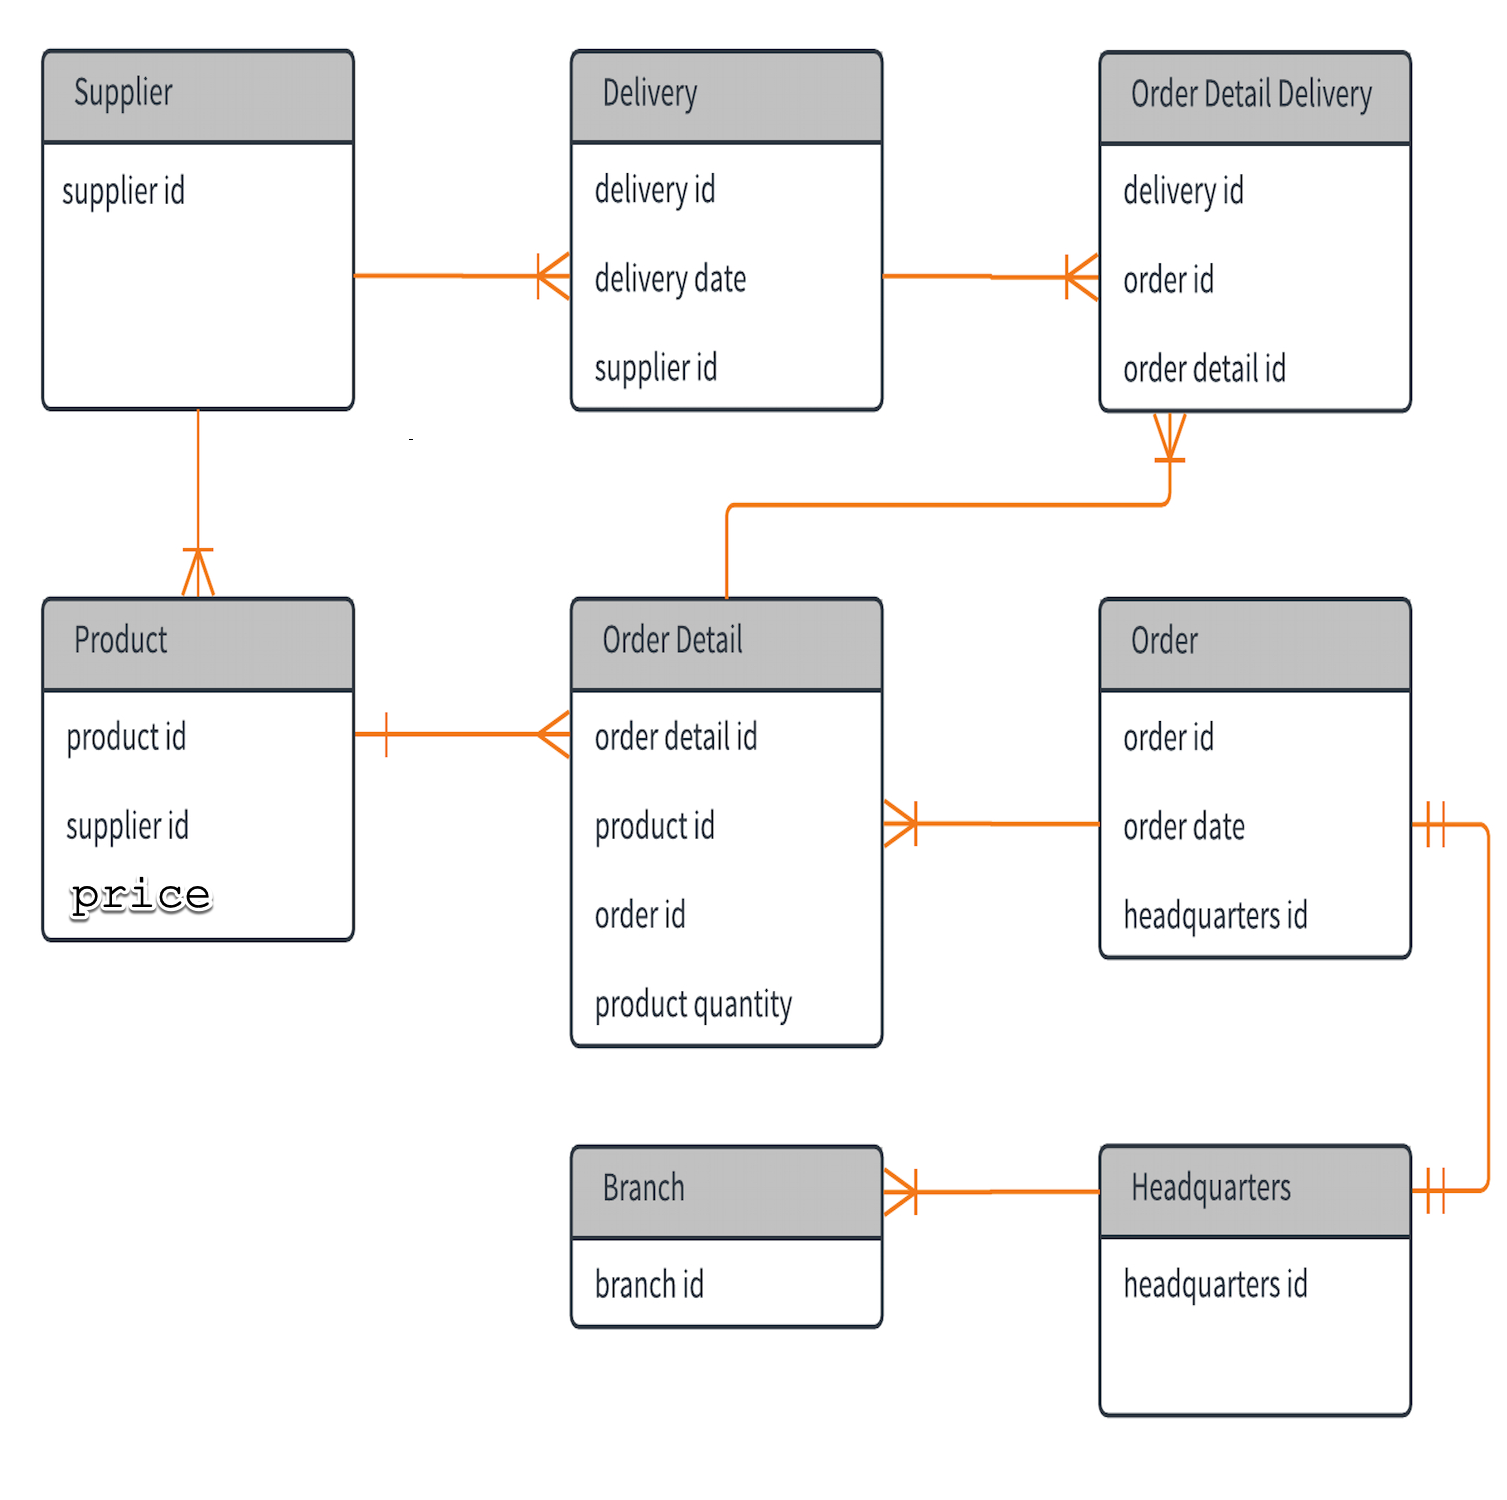 Supplier
supplier id
Delivery
delivery id
delivery date
supplier id
Order Detail Delivery
delivery id
order id
order detail id
Product
product id
supplier id
price
Order Detail
order detail id
product id
order id
product quantity
Order
order id
order date
headquarters id
Branch
branch id
Headquarters
headquarters id